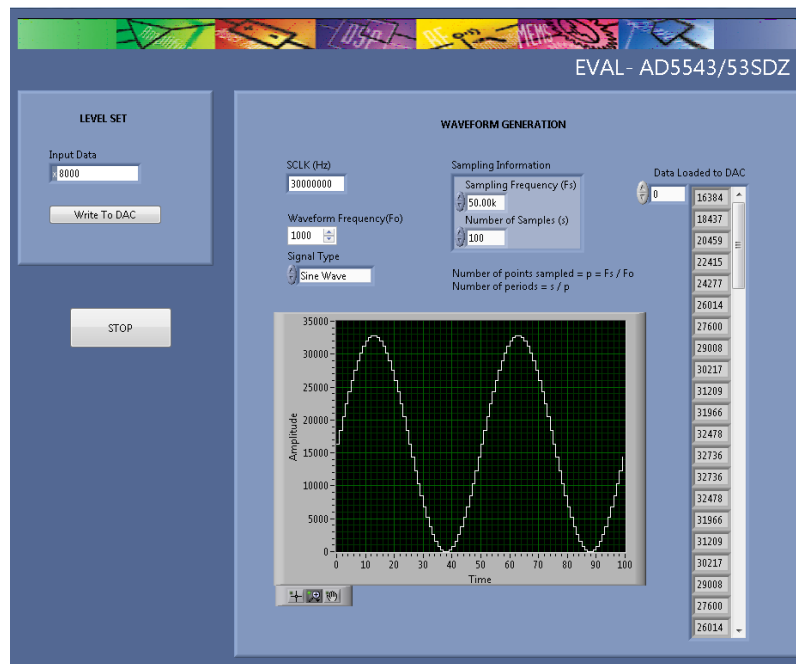 DSP
RF
MEMS
EVAL- AD5543/53SDZ
LEVEL SET
Input Data
x 8000
Write To DAC
STOP
WAVEFORM GENERATION
SCLK (Hz)
30000000
Waveform Frequency(Fo)
1000
Signal Type
Sine Wave
Sampling Information
Sampling Frequency (Fs)
50.00k
Number of Samples (s)
100
Number of points sampled = p = Fs / Fo
Number of periods = s / p
Data Loaded to DAC
0
16384
18437
20459
22415
24277
26014
27600
29008
30217
31209
31966
32478
32736
32736
32478
31966
31209
30217
29008
27600
26014
Amplitude
35000
30000
25000
20000
15000
10000
5000
0
0 10 20 30 40 50 60 70 80 90 100
Time